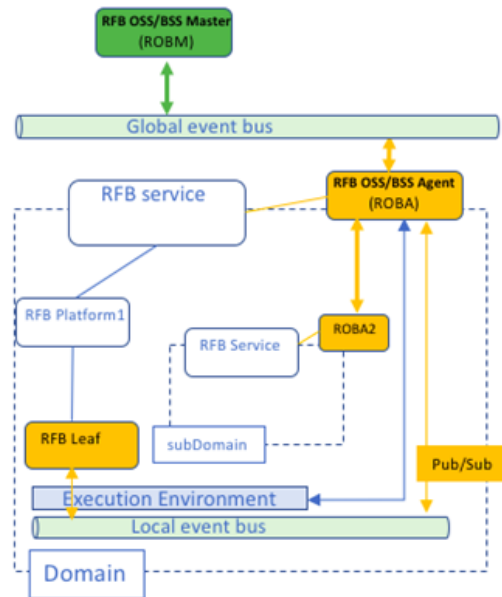 RFB OSS/BSS Master
(ROBM)
Global event bus
RFB OSS/BSS Agent
(ROBA)
RFB service
RFB Platform1
ROBA2
RFB Service
RFB Leaf
subDomain
Pub/Sub
Execution Environment
Local event bus
Domain